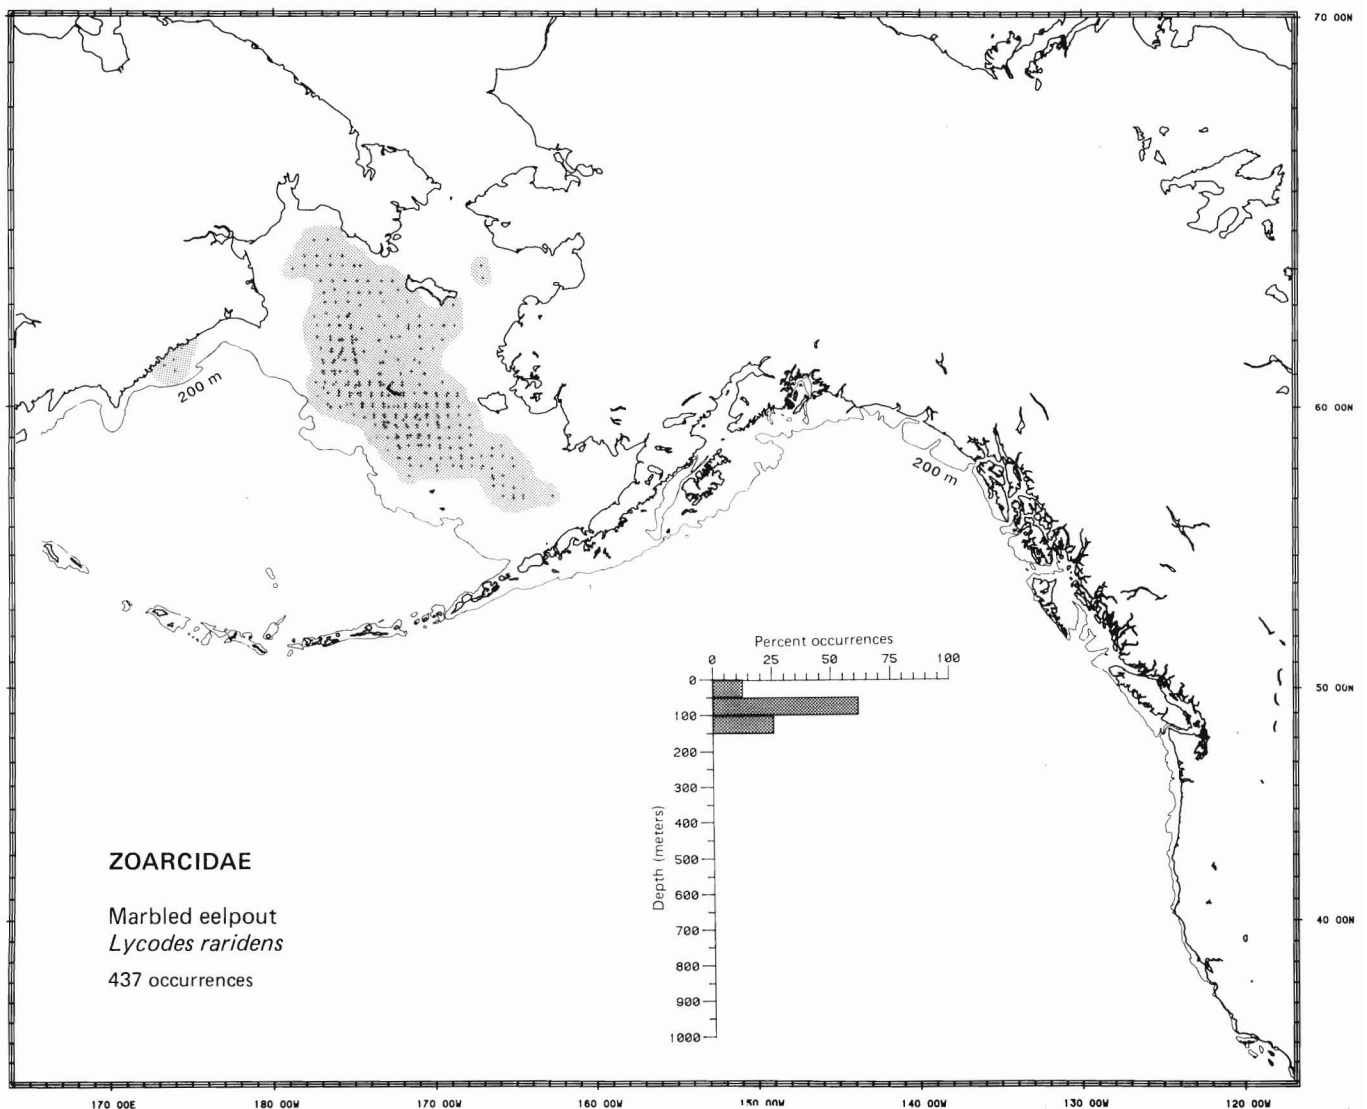 70 00N
200 m
60 00N
200 m
Percent occurrences
0 25 50 75 100
0
50 00N
100
200
300
400
Depth (meters)
500
600
700
800
900
1000
40 00N
ZOARCIDAE
Marbled eelpout
Lycodes raridens
437 occurrences
170 00E 180 00W 170 00W 160 00W 150 00W 140 00W 130 00W 120 00W